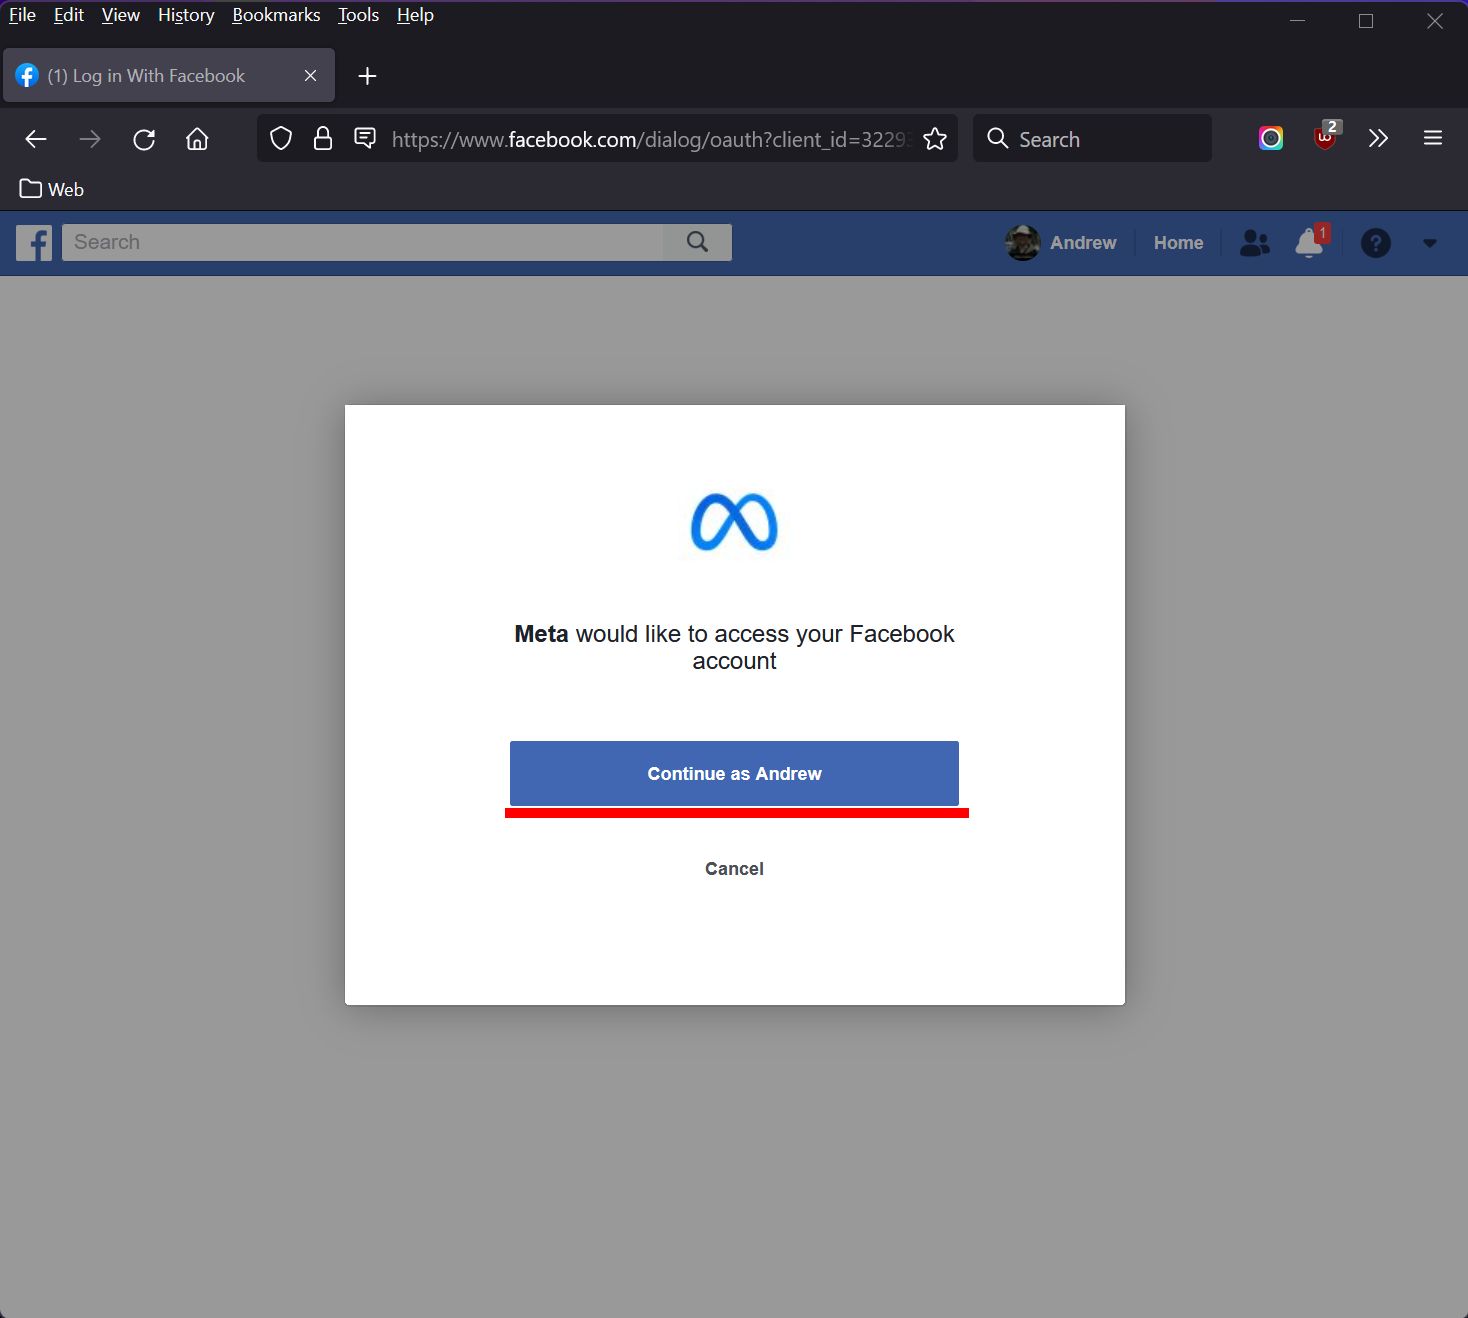 File Edit View History Bookmarks Tools Help
(1) Log in With Facebook
https://www.facebook.com/dialog/oauth?client_id=3229
Search
2
Web
Search
Andrew
Home
1
?
Meta would like to access your Facebook
account
Continue as Andrew
Cancel